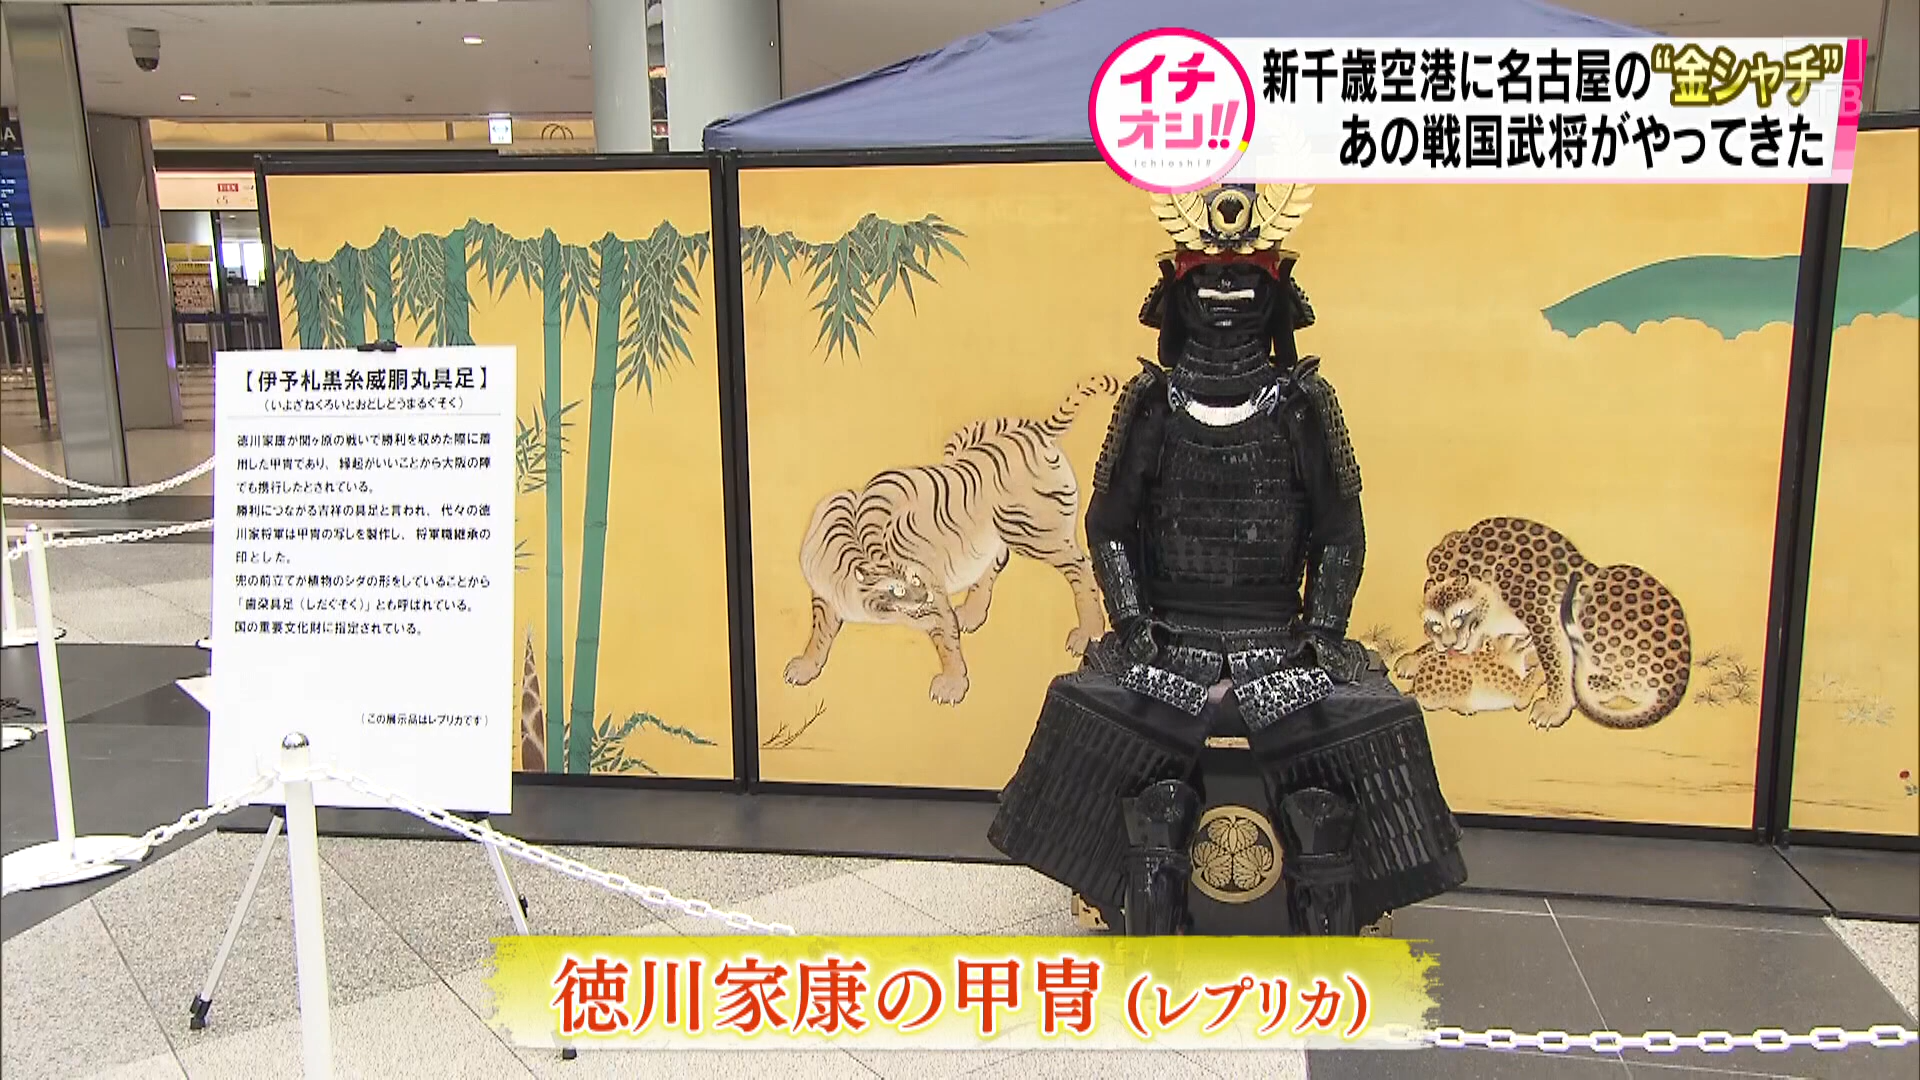 イチ
オシ!!
Ichioshi!!
新千歳空港に名古屋の“金シャチ”
あの戦国武将がやってきた
【伊予札黒糸威胴丸具足】
(いよざねくろいとおどしどうまるぐそく)
徳川家康が関ヶ原の戦いで勝利を収めた際に着
用した甲冑であり、縁起がいいことから大阪の陣
でも携行したとされている。
勝利につながる吉祥の具足と言われ、代々の徳
川家将軍は甲冑の写しを製作し、将軍職継承の
印とした。
兜の前立てが植物のシダの形をしていることから
「歯朶具足(しだぐそく)」とも呼ばれている。
国の重要文化財に指定されている。
(この展示品はレプリカです)
徳川家康の甲冑(レプリカ)